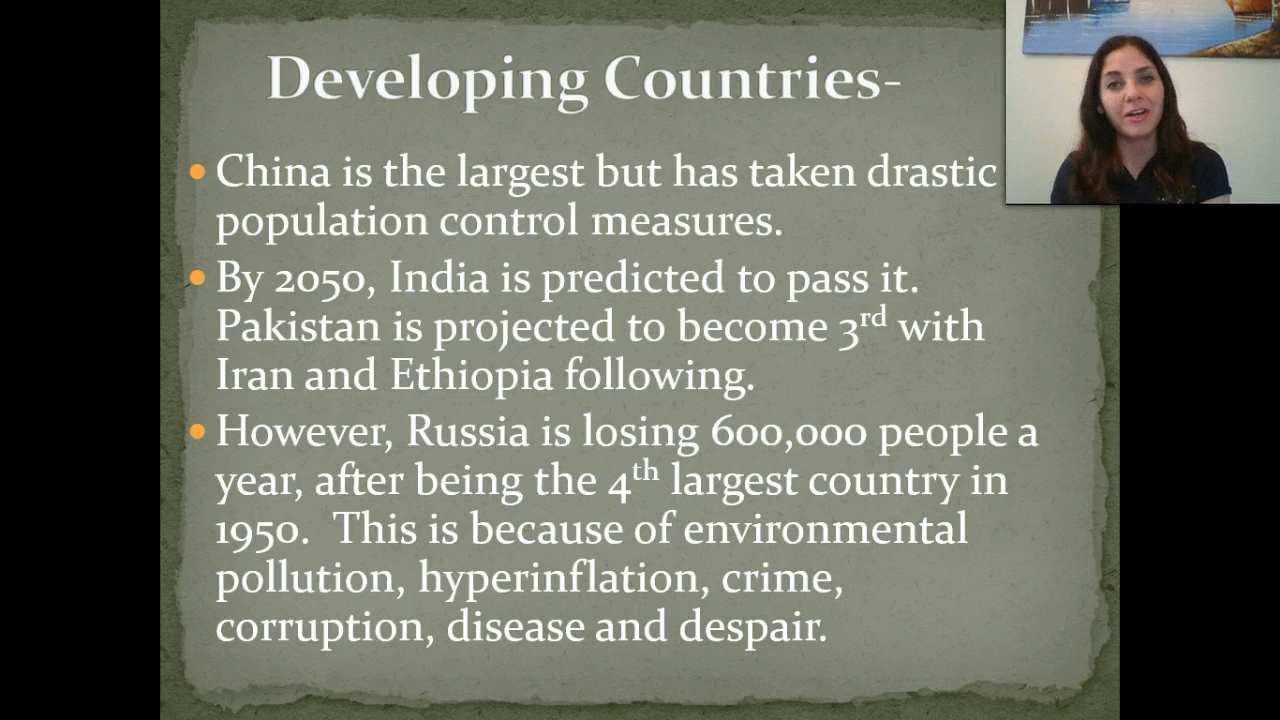 Developing Countries-
China is the largest but has taken drastic
population control measures.
By 2050, India is predicted to pass it.
Pakistan is projected to become 3rd with
Iran and Ethiopia following.
However, Russia is losing 600,000 people a
year, after being the 4th largest country in
1950. This is because of environmental
pollution, hyperinflation, crime,
corruption, disease and despair.